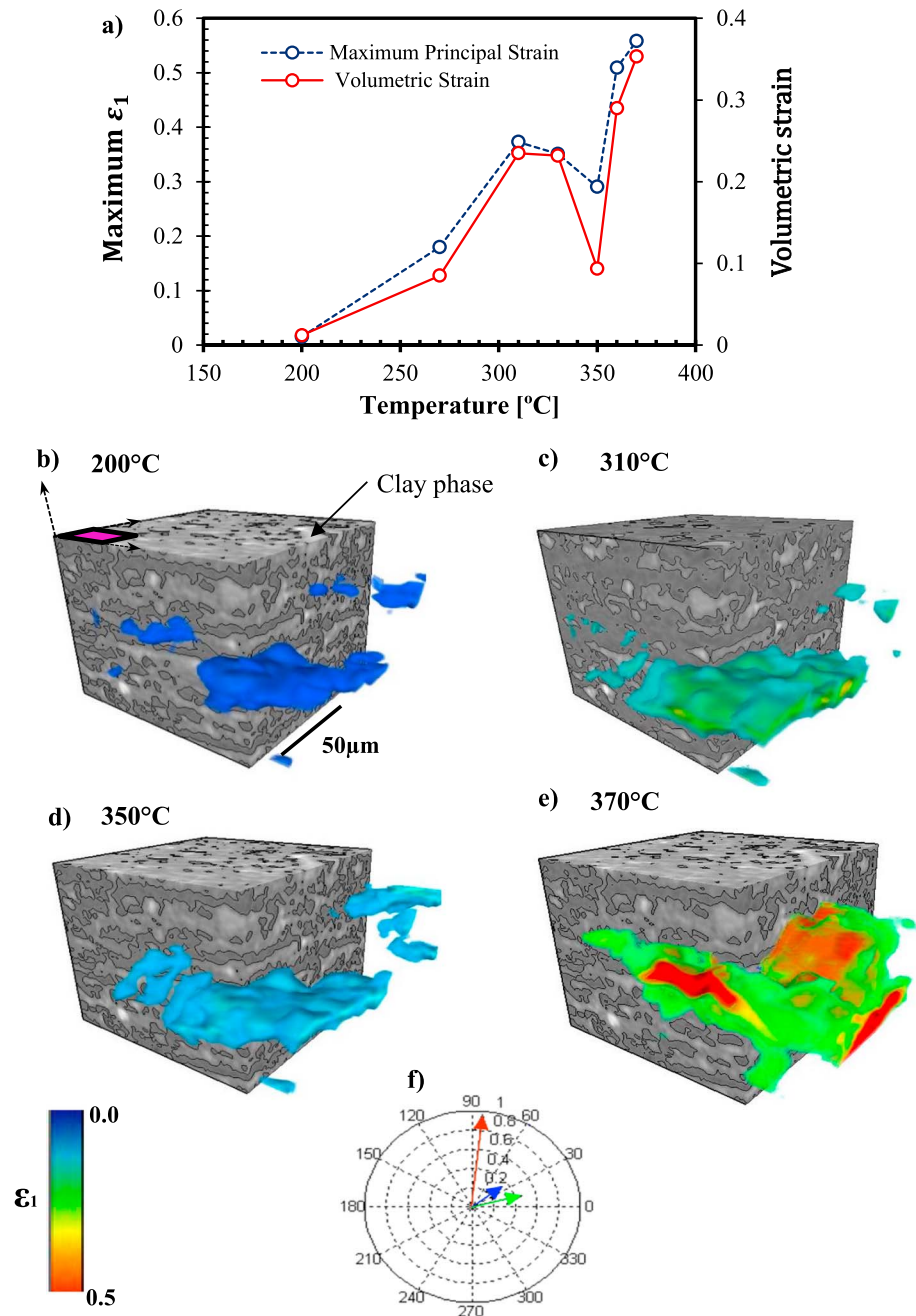 a)
Maximum Principal Strain
Volumetric Strain
0.6
0.5
0.4
0.3
0.2
0.1
0
Maximum ε₁
0.4
0.3
0.2
0.1
0
Volumetric strain
150 200 250 300 350 400
Temperature [ºC]
b) 200°C
Clay phase
50µm
c) 310°C
d) 350°C
e) 370°C
0.0
ε₁
0.5
f)
90
1
120
0.8
60
0.6
150
0.4
30
0.2
180
0
210
330
240
300
270